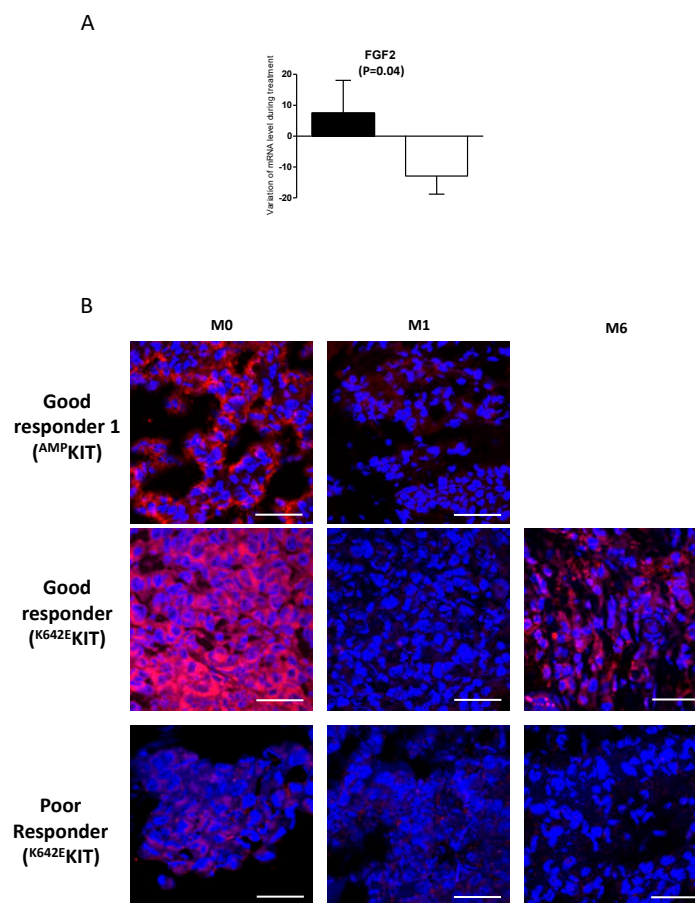 A
FGF2
(P=0.04)
Variation of mRNA level during treatment
20
10
0
-10
-20
B
M0
M1
M6
Good
responder 1
(AMPKIT)
Good
responder
(K642EKIT)
Poor
Responder
(K642EKIT)